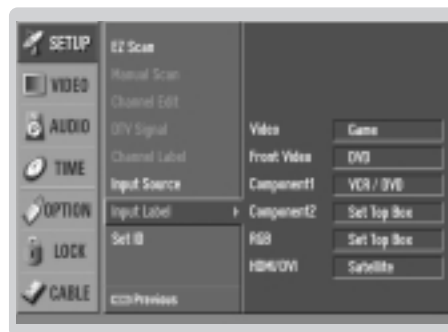 SETUP
VIDEO
AUDIO
TIME
OPTION
LOCK
CABLE
EZ Scan
Manual Scan
Channel Edit
DTV Signal
Channel Label
Input Source
Input Label
Set ID
Previous
Video Game
Front Video DVD
Component1 VCR / DVD
Component2 Set Top Box
RGB Set Top Box
HDMI/DVI Satellite